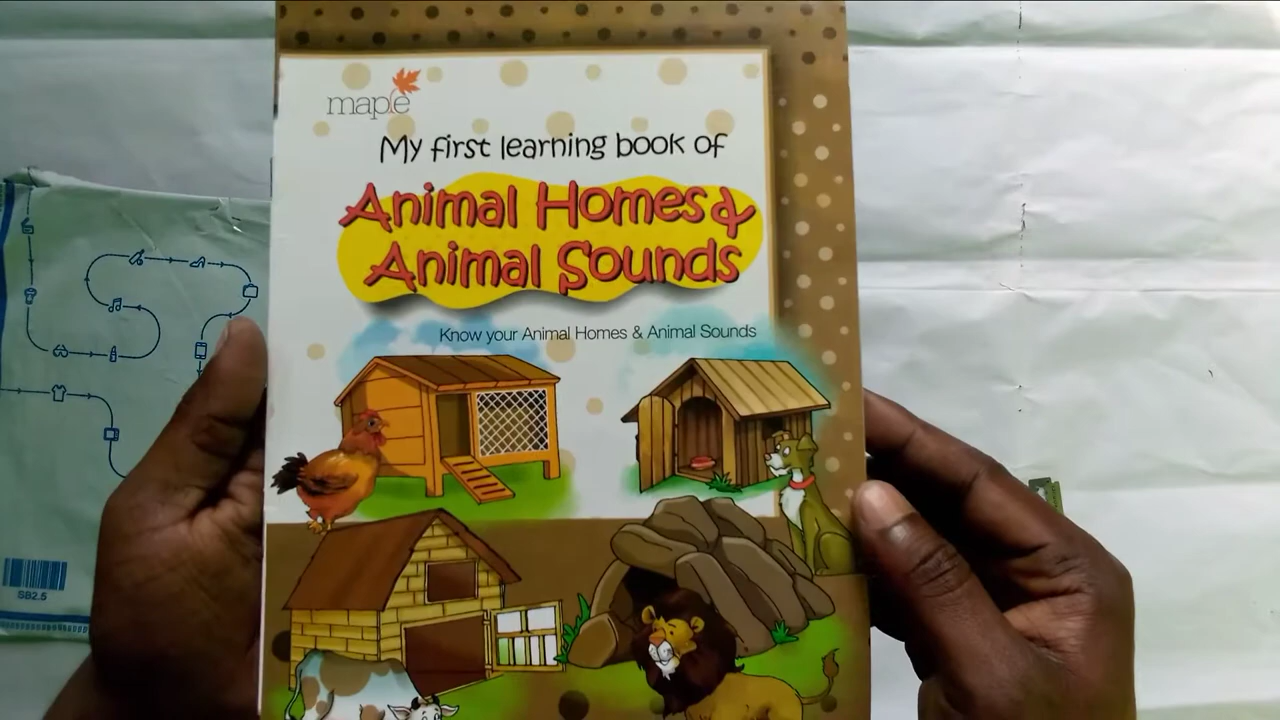 maple
My first learning book of
Animal Homes &
Animal Sounds
Know your Animal Homes & Animal Sounds
SB2.5